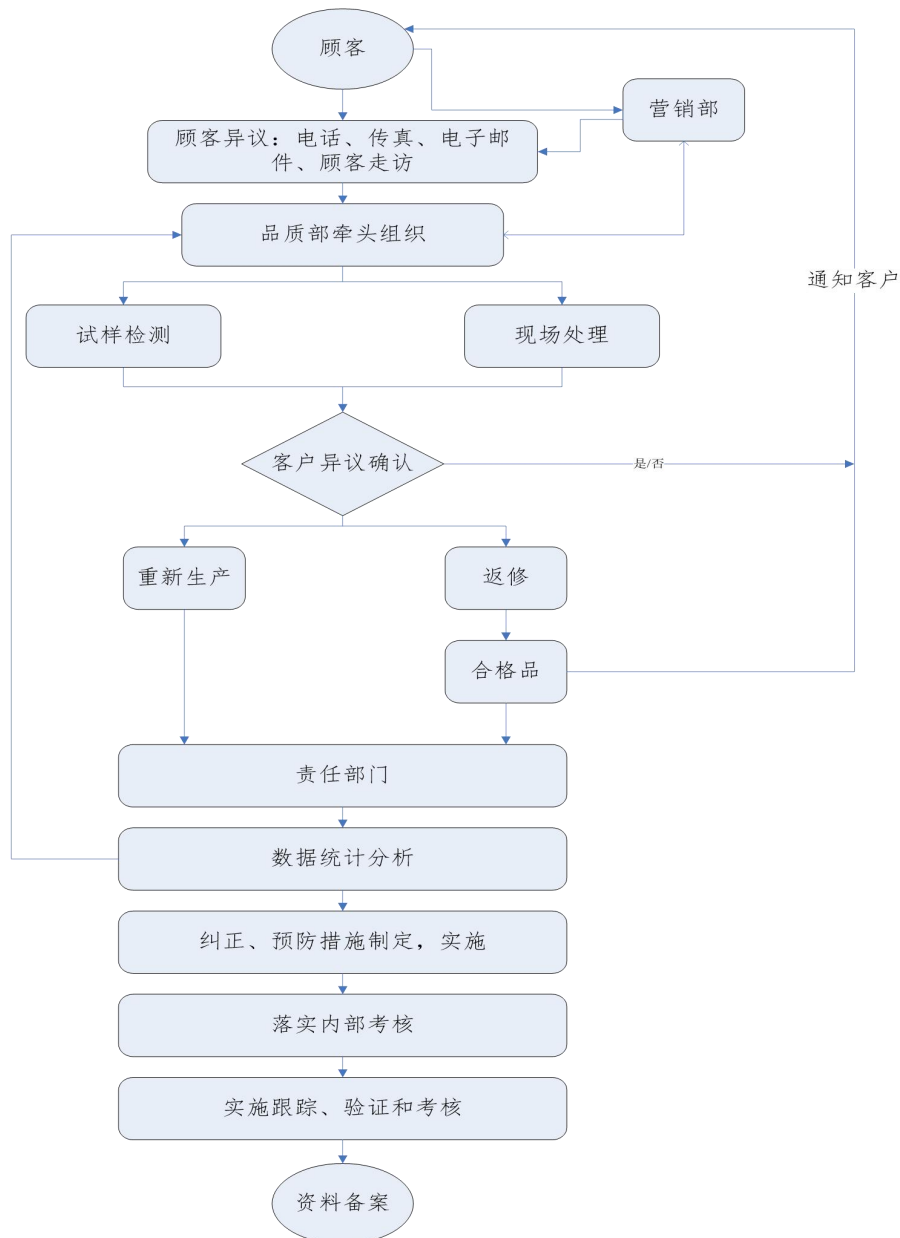 顾客
营销部
顾客异议：电话、传真、电子邮
件、顾客走访
品质部牵头组织
通知客户
试样检测
现场处理
客户异议确认
是/否
重新生产
返修
合格品
责任部门
数据统计分析
纠正、预防措施制定，实施
落实内部考核
实施跟踪、验证和考核
资料备案